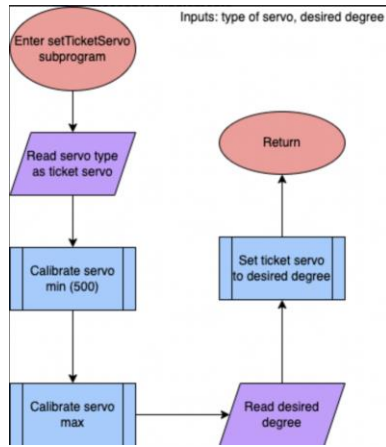 Inputs: type of servo, desired degree
Enter setTicketServo
subprogram
Read servo type
as ticket servo
Calibrate servo
min (500)
Calibrate servo
max
Read desired
degree
Set ticket servo
to desired degree
Return